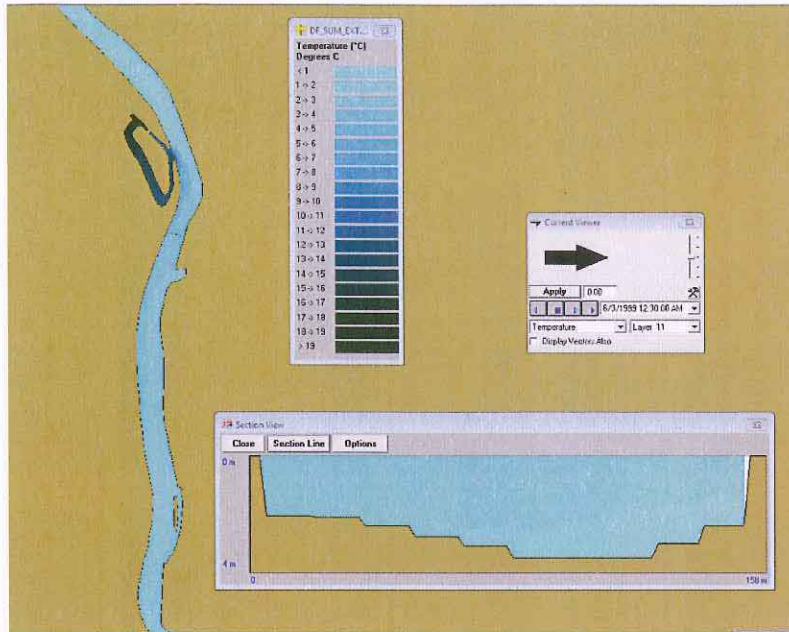 DF_SUM_EXT...
Temperature (°C)
Degrees C
< 1
1 -> 2
2 -> 3
3 -> 4
4 -> 5
5 -> 6
6 -> 7
7 -> 8
8 -> 9
9 -> 10
10 -> 11
11 -> 12
12 -> 13
13 -> 14
14 -> 15
15 -> 16
16 -> 17
17 -> 18
18 -> 19
> 19
Current Viewer
Apply 0.00
6/3/1999 12:30:00 AM
Temperature Layer 11
Display Vectors Also
Section View
Close Section Line Options
0 m
4 m
0 158 m